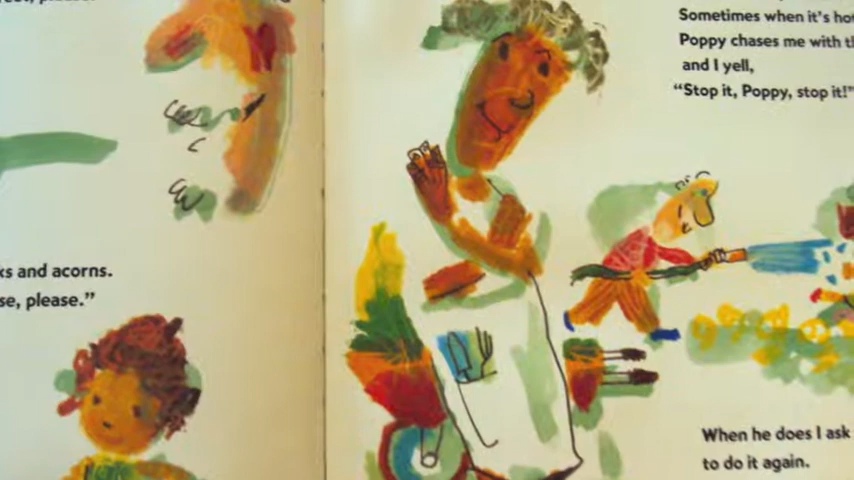 ks and acorns.
se, please.”
Sometimes when it's hot
Poppy chases me with th
and I yell,
“Stop it, Poppy, stop it!”
When he does I ask
to do it again.